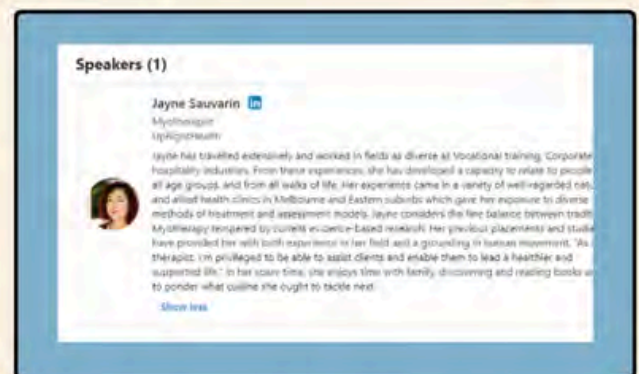 Speakers (1)
Jayne Sauvarin in
Myotherapist
UpRightHealth
Jayne has travelled extensively and worked in fields as diverse at Vocational training, Corporate
hospitality industries. From these experiences, she has developed a capacity to relate to people
all age groups, and from all walks of life. Her experience came in a variety of well-regarded
and allied health clinics in Melbourne and Eastern suburbs which gave her exposure to diverse
methods of treatment and assessment models. Jayne considers the fine balance between
Myotherapy tempered by current evidence-based research. Her previous placements and
have provided her with both experience in her field and a grounding in human movement. "As
therapist, I'm privileged to be able to assist clients and enable them to lead a healthier and
supported life." In her spare time, she enjoys time with family, discovering and reading books
to ponder what cuisine she ought to tackle next.
Show less